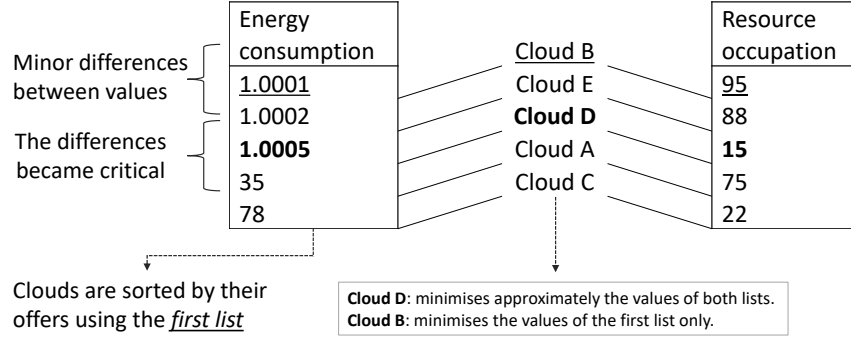 Energy
consumption
Minor differences
between values
1.0001
1.0002
The differences
became critical
1.0005
35
78
Cloud B
Cloud E
Cloud D
Cloud A
Cloud C
Resource
occupation
95
88
15
75
22
Clouds are sorted by their
offers using the first list
Cloud D: minimises approximately the values of both lists.
Cloud B: minimises the values of the first list only.